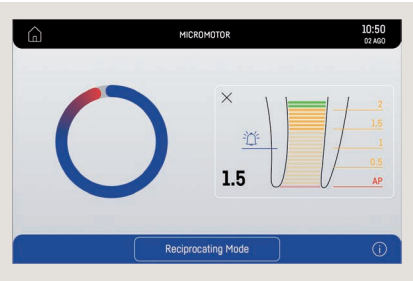 MICROMOTOR
10:50
02 AGO
2
1.5
1
0.5
AP
1.5
Reciprocating Mode
i